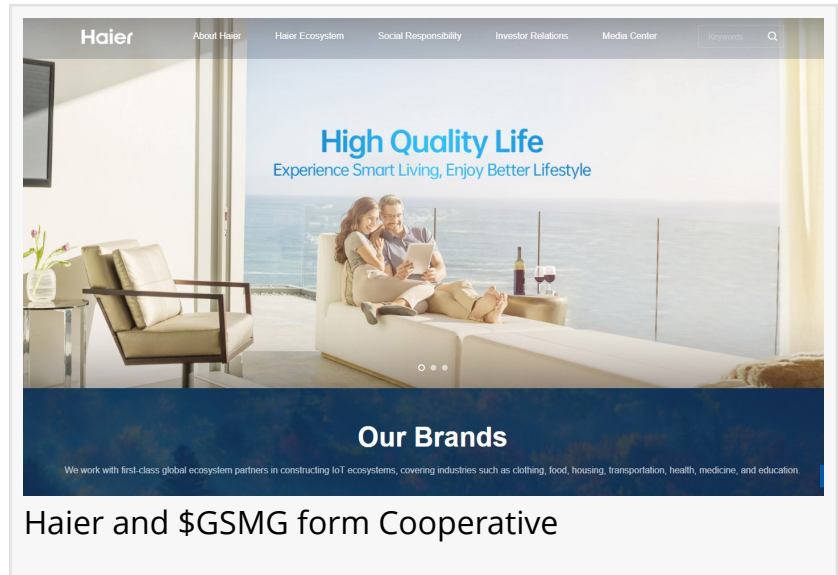 Haier
About Haier Haier Ecosystem Social Responsibility Investor Relations Media Center Keywords
High Quality Life
Experience Smart Living, Enjoy Better Lifestyle
Our Brands
We work with first-class global ecosystem partners in constructing IoT ecosystems, covering industries such as clothing, food, housing, transportation, health, medicine, and education.
Haier and $GSMG form Cooperative